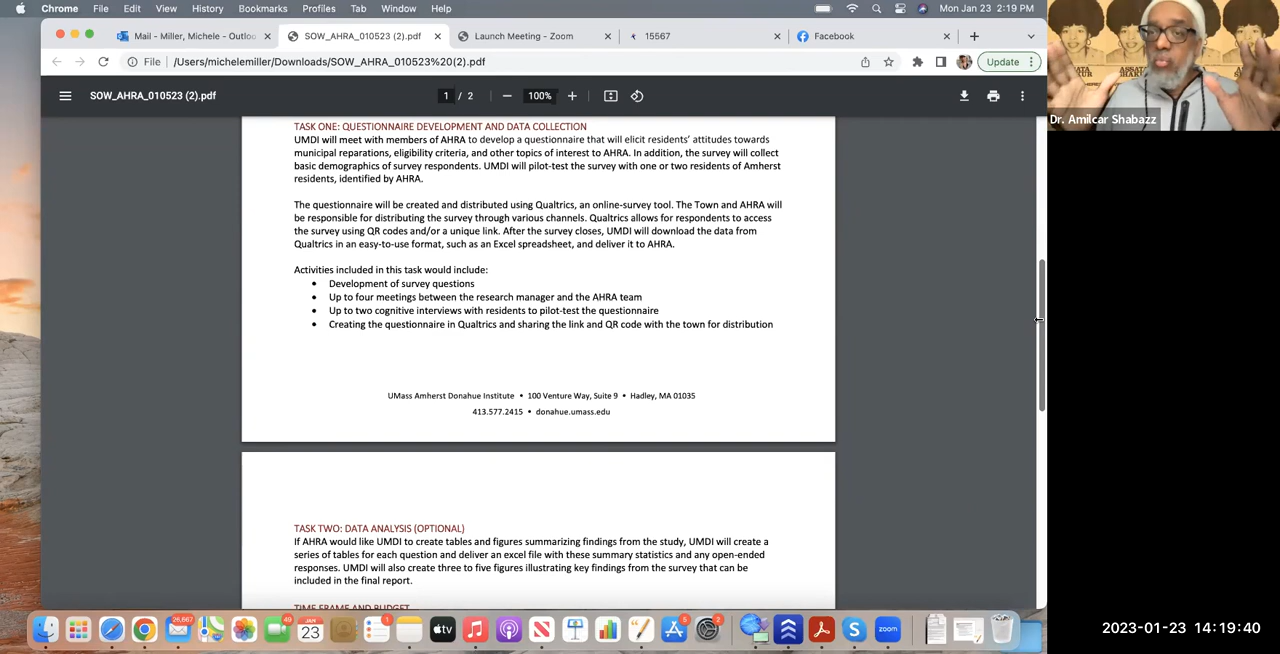 Chrome File Edit View History Bookmarks Profiles Tab Window Help Mon Jan 23 2:19 PM
Mail - Miller, Michele - Outloo
SOW_AHRA_010523 (2).pdf
Launch Meeting - Zoom
15567
Facebook
File /Users/michelemiller/Downloads/SOW_AHRA_010523%20(2).pdf
Update
SOW_AHRA_010523 (2).pdf
1 / 2
100%
Dr. Amilcar Shabazz
TASK ONE: QUESTIONNAIRE DEVELOPMENT AND DATA COLLECTION
UMDI will meet with members of AHRA to develop a questionnaire that will elicit residents' attitudes towards
municipal reparations, eligibility criteria, and other topics of interest to AHRA. In addition, the survey will collect
basic demographics of survey respondents. UMDI will pilot-test the survey with one or two residents of Amherst
residents, identified by AHRA.
The questionnaire will be created and distributed using Qualtrics, an online-survey tool. The Town and AHRA will
be responsible for distributing the survey through various channels. Qualtrics allows for respondents to access
the survey using QR codes and/or a unique link. After the survey closes, UMDI will download the data from
Qualtrics in an easy-to-use format, such as an Excel spreadsheet, and deliver it to AHRA.
Activities included in this task would include:
• Development of survey questions
• Up to four meetings between the research manager and the AHRA team
• Up to two cognitive interviews with residents to pilot-test the questionnaire
• Creating the questionnaire in Qualtrics and sharing the link and QR code with the town for distribution
UMass Amherst Donahue Institute • 100 Venture Way, Suite 9 • Hadley, MA 01035
413.577.2415 • donahue.umass.edu
TASK TWO: DATA ANALYSIS (OPTIONAL)
If AHRA would like UMDI to create tables and figures summarizing findings from the study, UMDI will create a
series of tables for each question and deliver an excel file with these summary statistics and any open-ended
responses. UMDI will also create three to five figures illustrating key findings from the survey that can be
included in the final report.
TIME FRAME AND BUDGET
26,667
49
JAN
23
1
tv
5
2
zoom
2023-01-23 14:19:40